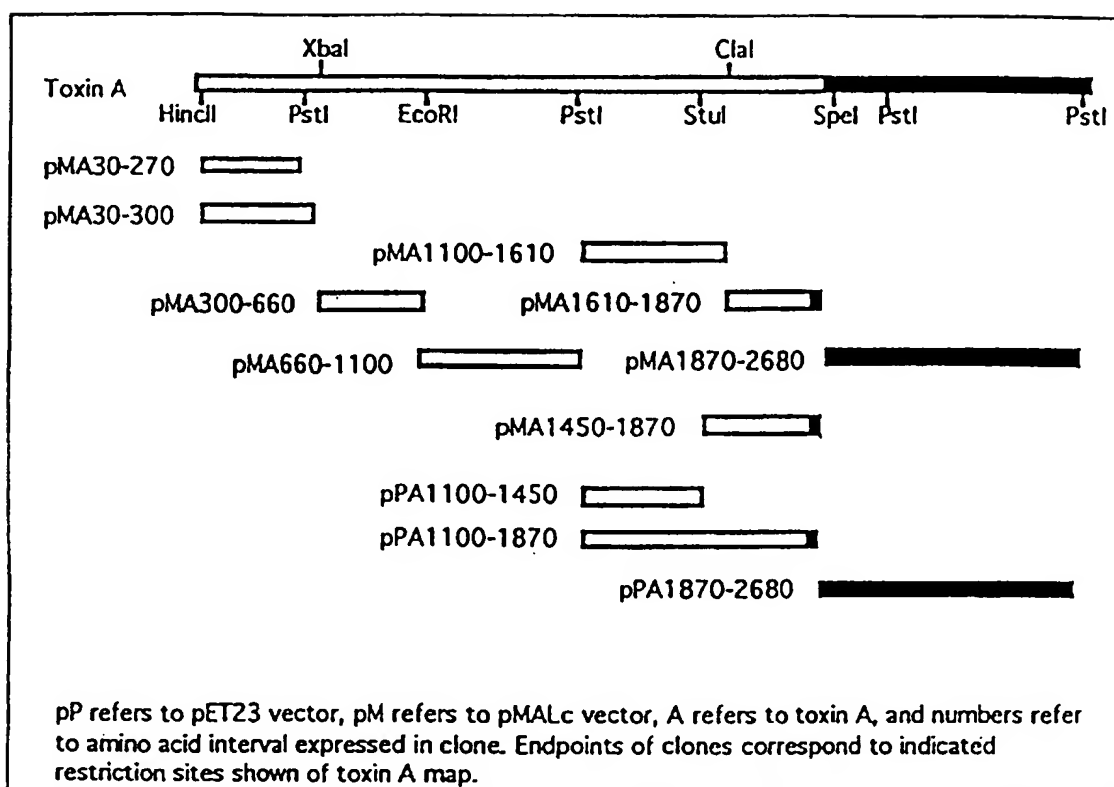 XbaI ClaI
Toxin A
HincII PstI EcoRI PstI StuI SpeI PstI PstI
pMA30-270
pMA30-300
pMA1100-1610
pMA300-660 pMA1610-1870
pMA660-1100 pMA1870-2680
pMA1450-1870
pPA1100-1450
pPA1100-1870
pPA1870-2680
pP refers to pET23 vector, pM refers to pMALc vector, A refers to toxin A, and numbers refer
to amino acid interval expressed in clone. Endpoints of clones correspond to indicated
restriction sites shown of toxin A map.